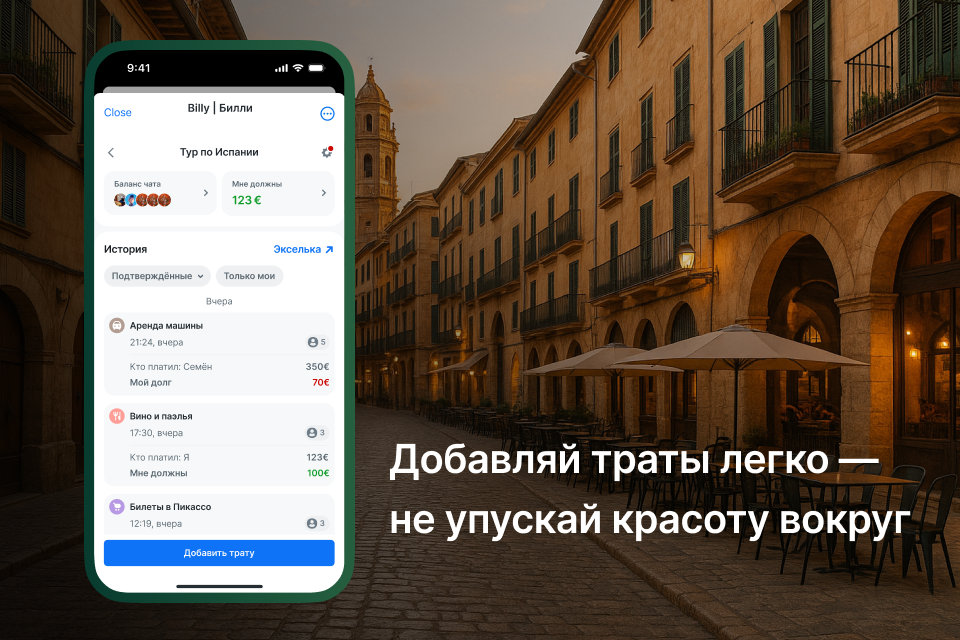 9:41
Close
Billy | Билли
Тур по Испании
Баланс чата
Мне должны
123 €
История
Экселька
Подтверждённые
Только мои
Вчера
Аренда машины
21:24, вчера
5
Кто платил: Семён
350€
Мой долг
70€
Вино и паэлья
17:30, вчера
3
Кто платил: Я
123€
Мне должны
100€
Билеты в Пикассо
12:19, вчера
3
Добавить трату
Добавляй траты легко —
не упускай красоту вокруг